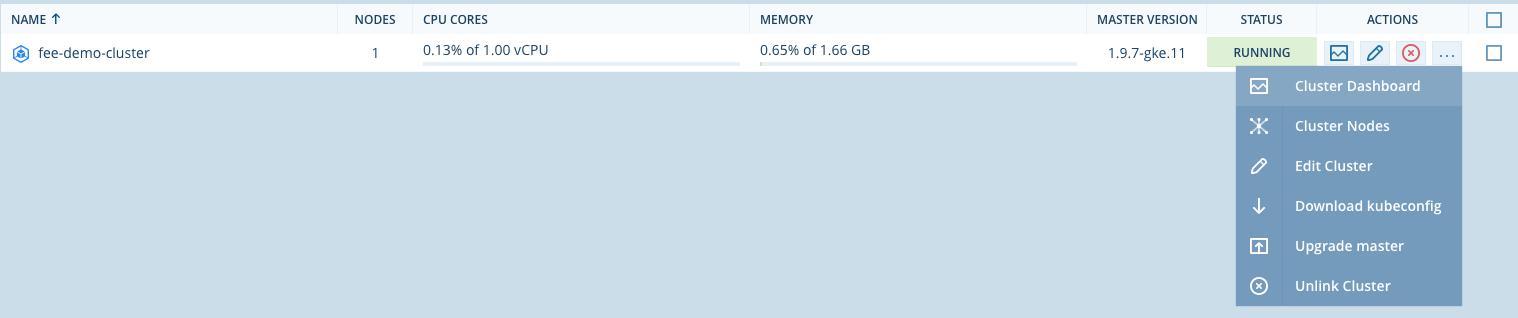 NAME ↑ NODES CPU CORES MEMORY MASTER VERSION STATUS ACTIONS
fee-demo-cluster 1 0.13% of 1.00 vCPU 0.65% of 1.66 GB 1.9.7-gke.11 RUNNING ...
Cluster Dashboard
Cluster Nodes
Edit Cluster
Download kubeconfig
Upgrade master
Unlink Cluster